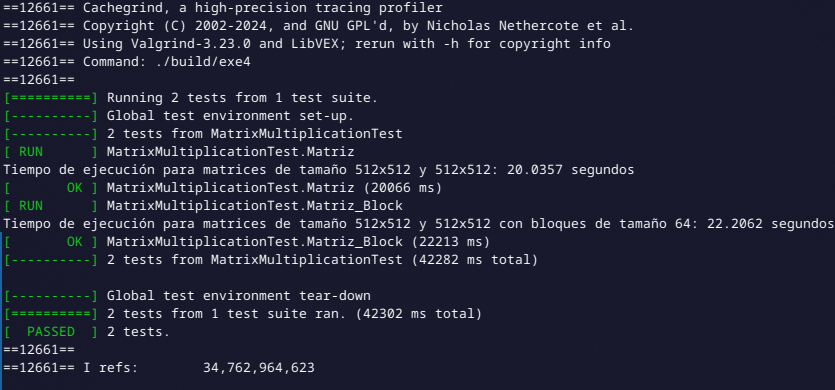 ==12661== Cachegrind, a high-precision tracing profiler
==12661== Copyright (C) 2002-2024, and GNU GPL'd, by Nicholas Nethercote et al.
==12661== Using Valgrind-3.23.0 and LibVEX; rerun with -h for copyright info
==12661== Command: ./build/exe4
==12661==
[==========] Running 2 tests from 1 test suite.
[----------] Global test environment set-up.
[----------] 2 tests from MatrixMultiplicationTest
[ RUN      ] MatrixMultiplicationTest.Matriz
Tiempo de ejecución para matrices de tamaño 512x512 y 512x512: 20.0357 segundos
[       OK ] MatrixMultiplicationTest.Matriz (20066 ms)
[ RUN      ] MatrixMultiplicationTest.Matriz_Block
Tiempo de ejecución para matrices de tamaño 512x512 y 512x512 con bloques de tamaño 64: 22.2062 segundos
[       OK ] MatrixMultiplicationTest.Matriz_Block (22213 ms)
[----------] 2 tests from MatrixMultiplicationTest (42282 ms total)
[----------] Global test environment tear-down
[==========] 2 tests from 1 test suite ran. (42302 ms total)
[  PASSED  ] 2 tests.
==12661==
==12661== I refs:        34,762,964,623